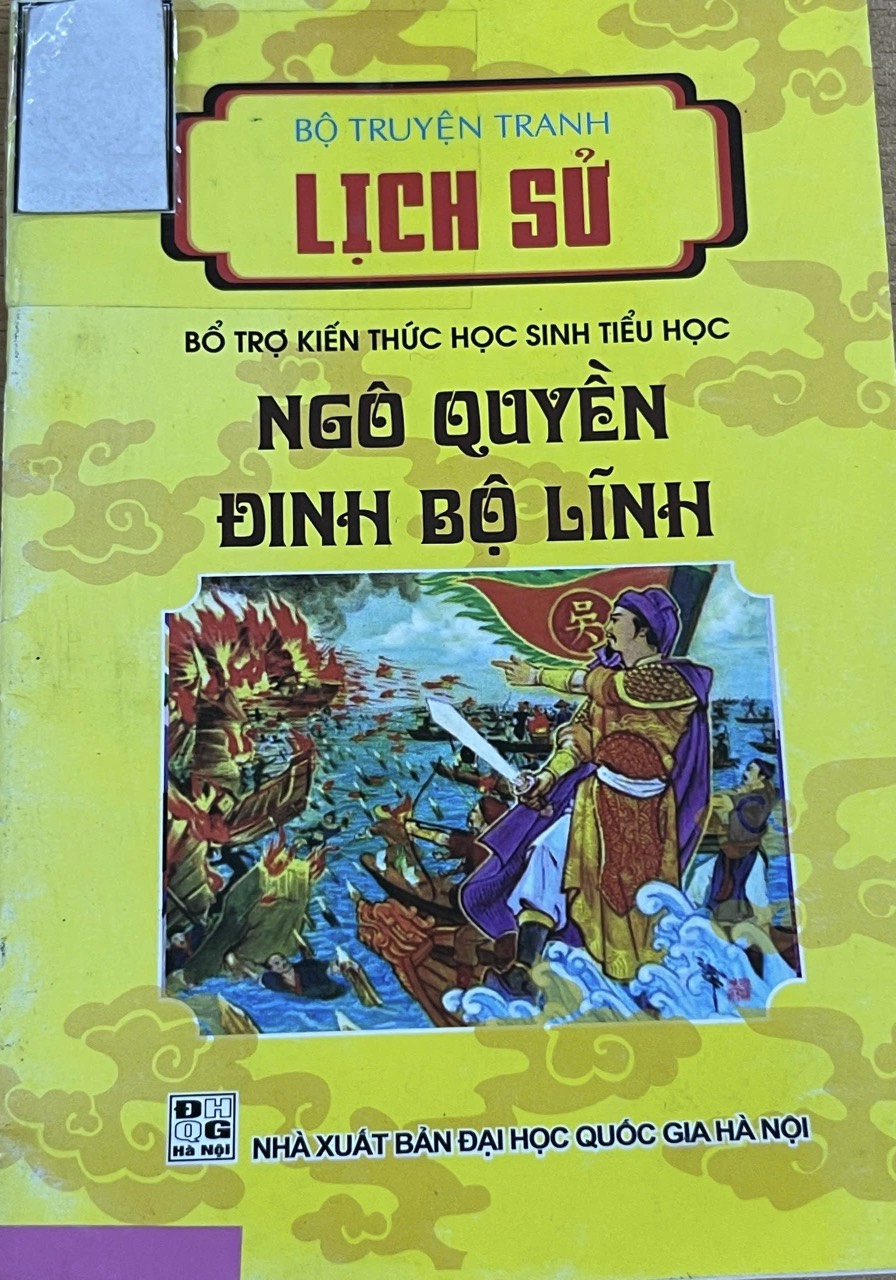 BỘ TRUYỆN TRANH
LỊCH SỬ
BỔ TRỢ KIẾN THỨC HỌC SINH TIỂU HỌC
NGÔ QUYỀN
ĐINH BỘ LĨNH
吳
ĐH
QG
Hà Nội
NHÀ XUẤT BẢN ĐẠI HỌC QUỐC GIA HÀ NỘI